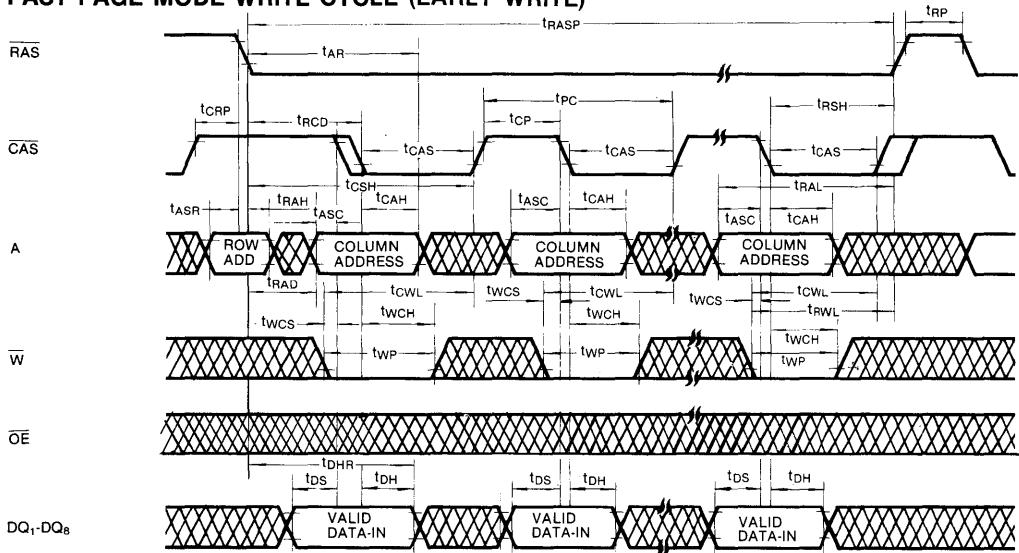 FAST PAGE MODE WRITE CYCLE (EARLY WRITE)
tRASP
tRP
RAS
tAR
tCRP
tRCD
tPC
tCP
tRSH
CAS
tCAS
tCAS
tCAS
tCSH
tRAL
tASR
tRAH
tASC
tCAH
tASC
tCAH
tASC
tCAH
A
ROW ADD
COLUMN ADDRESS
COLUMN ADDRESS
COLUMN ADDRESS
tRAD
tCWL
tWCS
tCWL
tWCS
tCWL
tRWL
tWCS
tWCH
tWCH
tWCH
W
tWP
tWP
tWP
OE
tDHR
tDS
tDH
tDS
tDH
tDS
tDH
DQ1-DQ8
VALID DATA-IN
VALID DATA-IN
VALID DATA-IN